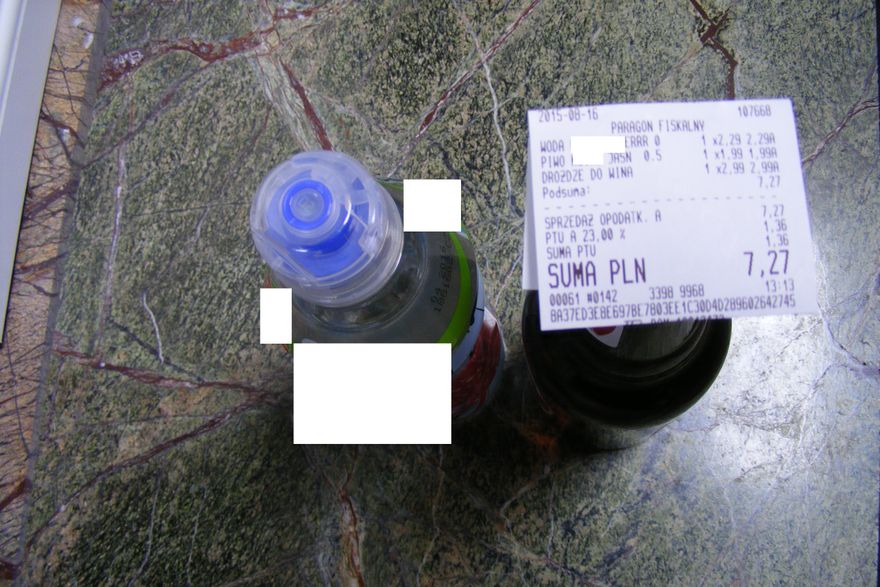 2015-08-16 107668
PARAGON FISKALNY
WODA ERRA 0 1 x2,29 2,29A
PIWO JASN 0.5 1 x1,99 1,99A
DROŻDŻE DO WINA 1 x2,99 2,99A
Podsuma: 7,27
SPRZEDAŻ OPODATK. A 7,27
PTU A 23,00 % 1,36
SUMA PTU 1,36
SUMA PLN 7,27
00061 #0142 3398 9968 13:13
BA37ED3EBE697BE7803EE1C30D4D289602642745